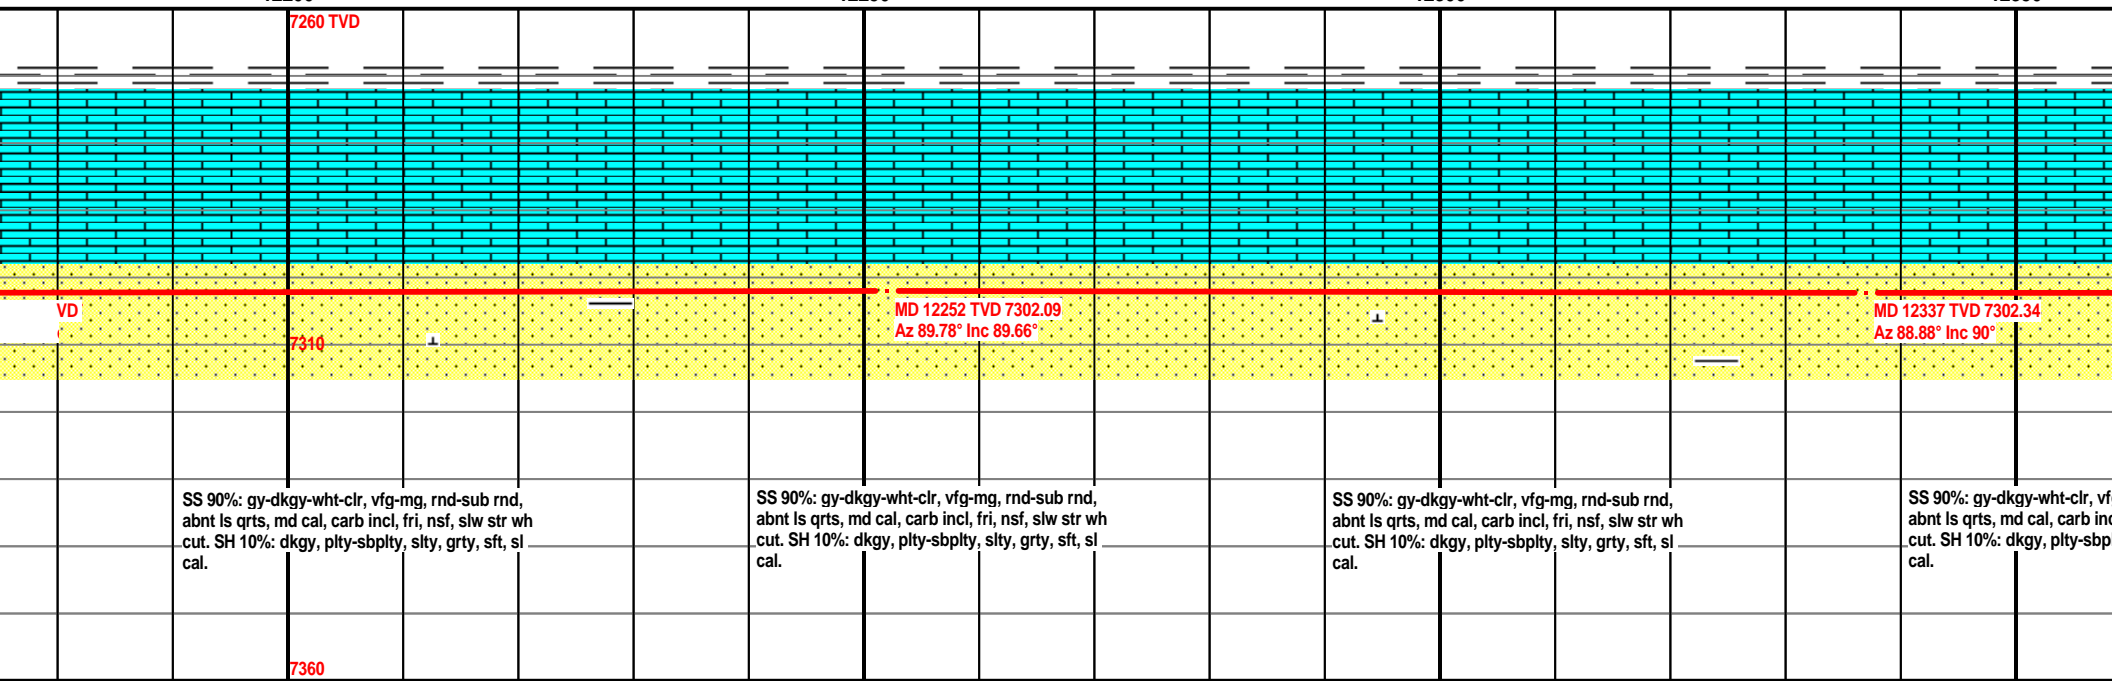 7260 TVD
VD
MD 12252 TVD 7302.09
Az 89.78° Inc 89.66°
MD 12337 TVD 7302.34
Az 88.88° Inc 90°
7310
SS 90%: gy-dkgy-wht-clr, vfg-mg, rnd-sub rnd,
abnt ls qrts, md cal, carb incl, fri, nsf, slw str wh
cut. SH 10%: dkgy, plty-sbplty, slty, grty, sft, sl
cal.
SS 90%: gy-dkgy-wht-clr, vfg-mg, rnd-sub rnd,
abnt ls qrts, md cal, carb incl, fri, nsf, slw str wh
cut. SH 10%: dkgy, plty-sbplty, slty, grty, sft, sl
cal.
SS 90%: gy-dkgy-wht-clr, vfg-mg, rnd-sub rnd,
abnt ls qrts, md cal, carb incl, fri, nsf, slw str wh
cut. SH 10%: dkgy, plty-sbplty, slty, grty, sft, sl
cal.
SS 90%: gy-dkgy-wht-clr, vf
abnt ls qrts, md cal, carb inc
cut. SH 10%: dkgy, plty-sbp
cal.
7360